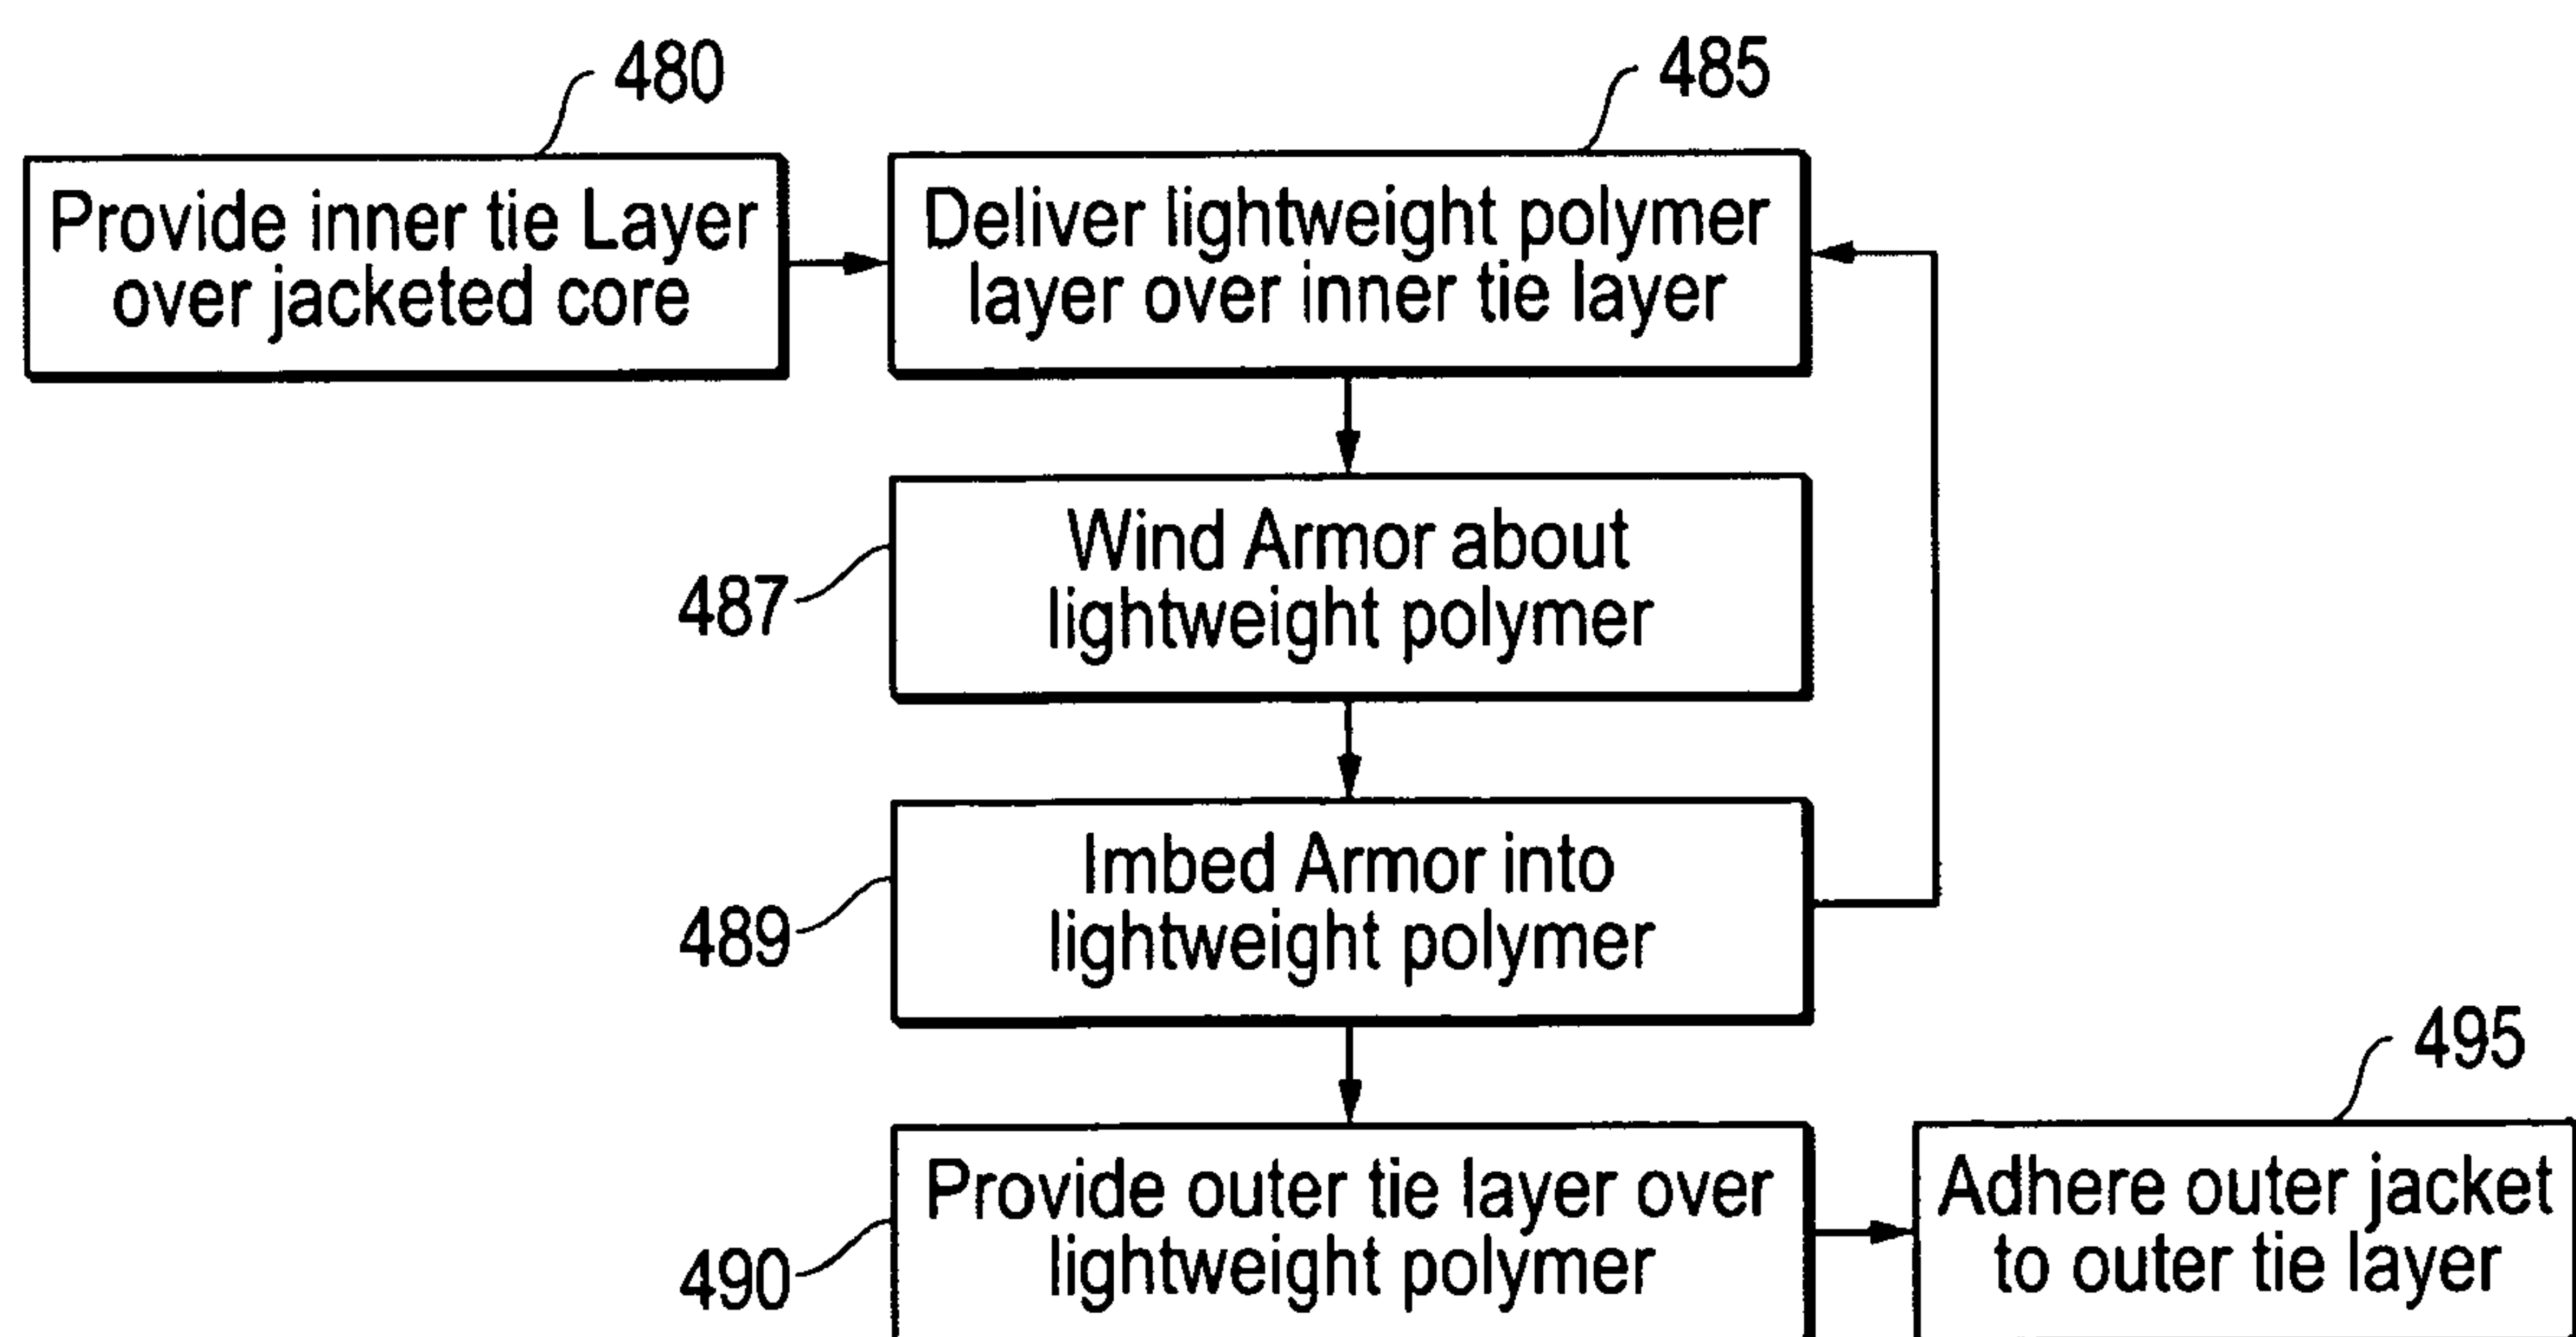 480
485
Provide inner tie Layer
over jacketed core
Deliver lightweight polymer
layer over inner tie layer
Wind Armor about
lightweight polymer
487
Imbed Armor into
lightweight polymer
489
495
Provide outer tie layer over
lightweight polymer
490
Adhere outer jacket
to outer tie layer